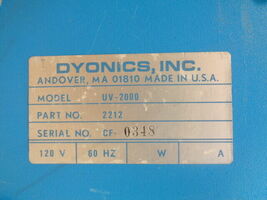 DYONICS, INC.
ANDOVER, MA 01810 MADE IN U.S.A.
MODEL UV-2000
PART NO. 2212
SERIAL NO. CF- 0348
120 V 60 HZ W A